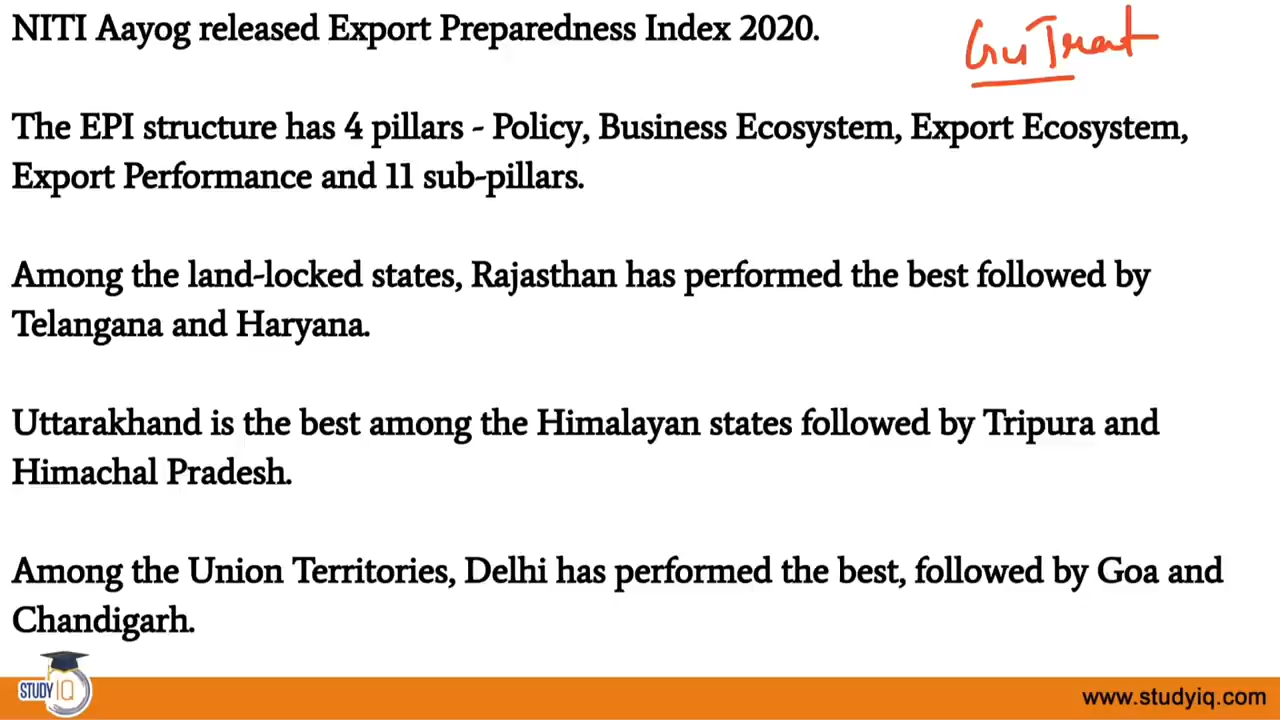 NITI Aayog released Export Preparedness Index 2020.
Gujrat
The EPI structure has 4 pillars - Policy, Business Ecosystem, Export Ecosystem,
Export Performance and 11 sub-pillars.
Among the land-locked states, Rajasthan has performed the best followed by
Telangana and Haryana.
Uttarakhand is the best among the Himalayan states followed by Tripura and
Himachal Pradesh.
Among the Union Territories, Delhi has performed the best, followed by Goa and
Chandigarh.
STUDY IQ
www.studyiq.com